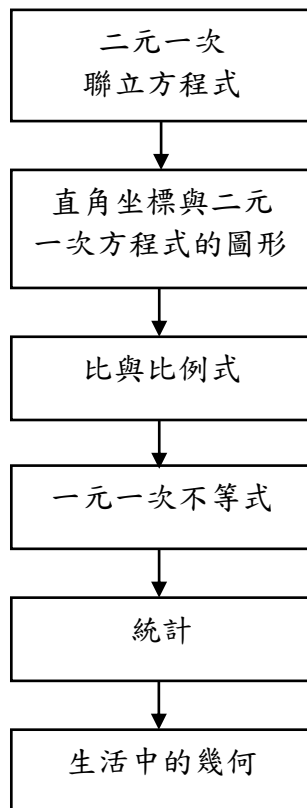 二元一次
聯立方程式
直角坐標與二元
一次方程式的圖形
比與比例式
一元一次不等式
統計
生活中的幾何